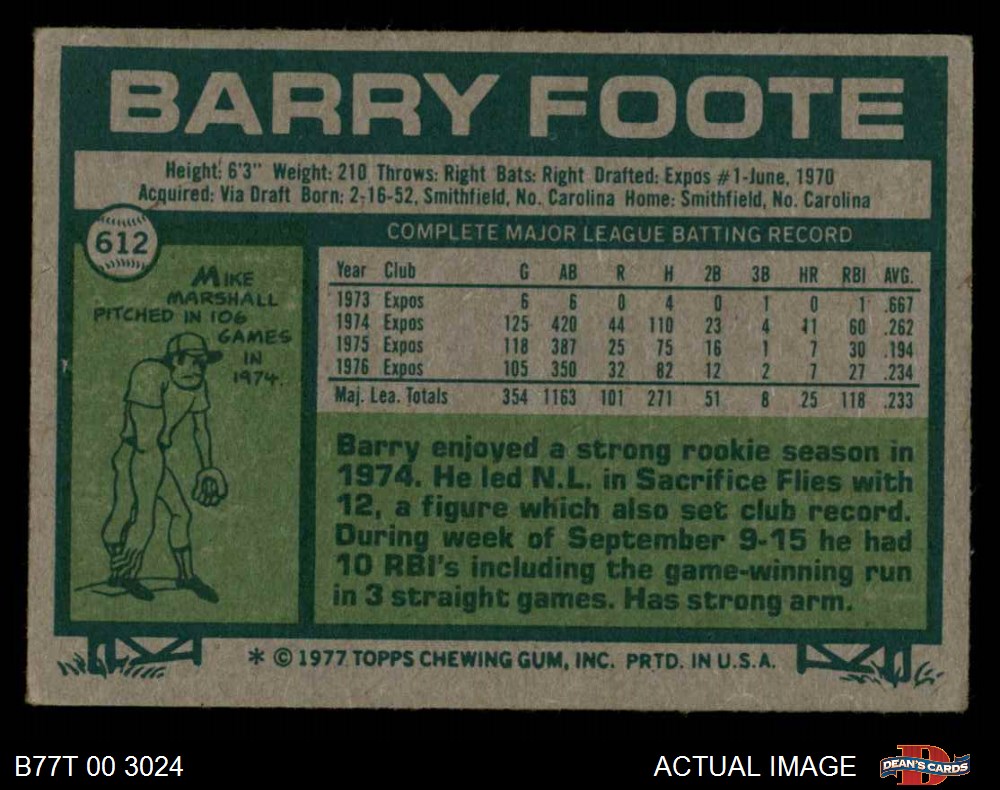 BARRY FOOTE
Height: 6'3" Weight: 210 Throws: Right Bats: Right Drafted: Expos #1-June, 1970
Acquired: Via Draft Born: 2-16-52, Smithfield, No. Carolina Home: Smithfield, No. Carolina
612
MIKE
MARSHALL
PITCHED IN 106
GAMES
IN
1974.
COMPLETE MAJOR LEAGUE BATTING RECORD
Year Club G AB R H 2B 3B HR RBI AVG.
1973 Expos 6 6 0 4 0 1 0 1 .667
1974 Expos 125 420 44 110 23 4 11 60 .262
1975 Expos 118 387 25 75 16 1 7 30 .194
1976 Expos 105 350 32 82 12 2 7 27 .234
Maj. Lea. Totals 354 1163 101 271 51 8 25 118 .233
Barry enjoyed a strong rookie season in
1974. He led N.L. in Sacrifice Flies with
12, a figure which also set club record.
During week of September 9-15 he had
10 RBI's including the game-winning run
in 3 straight games. Has strong arm.
* © 1977 TOPPS CHEWING GUM, INC. PRTD. IN U.S.A.
B77T 00 3024
ACTUAL IMAGE
DEAN'S CARDS